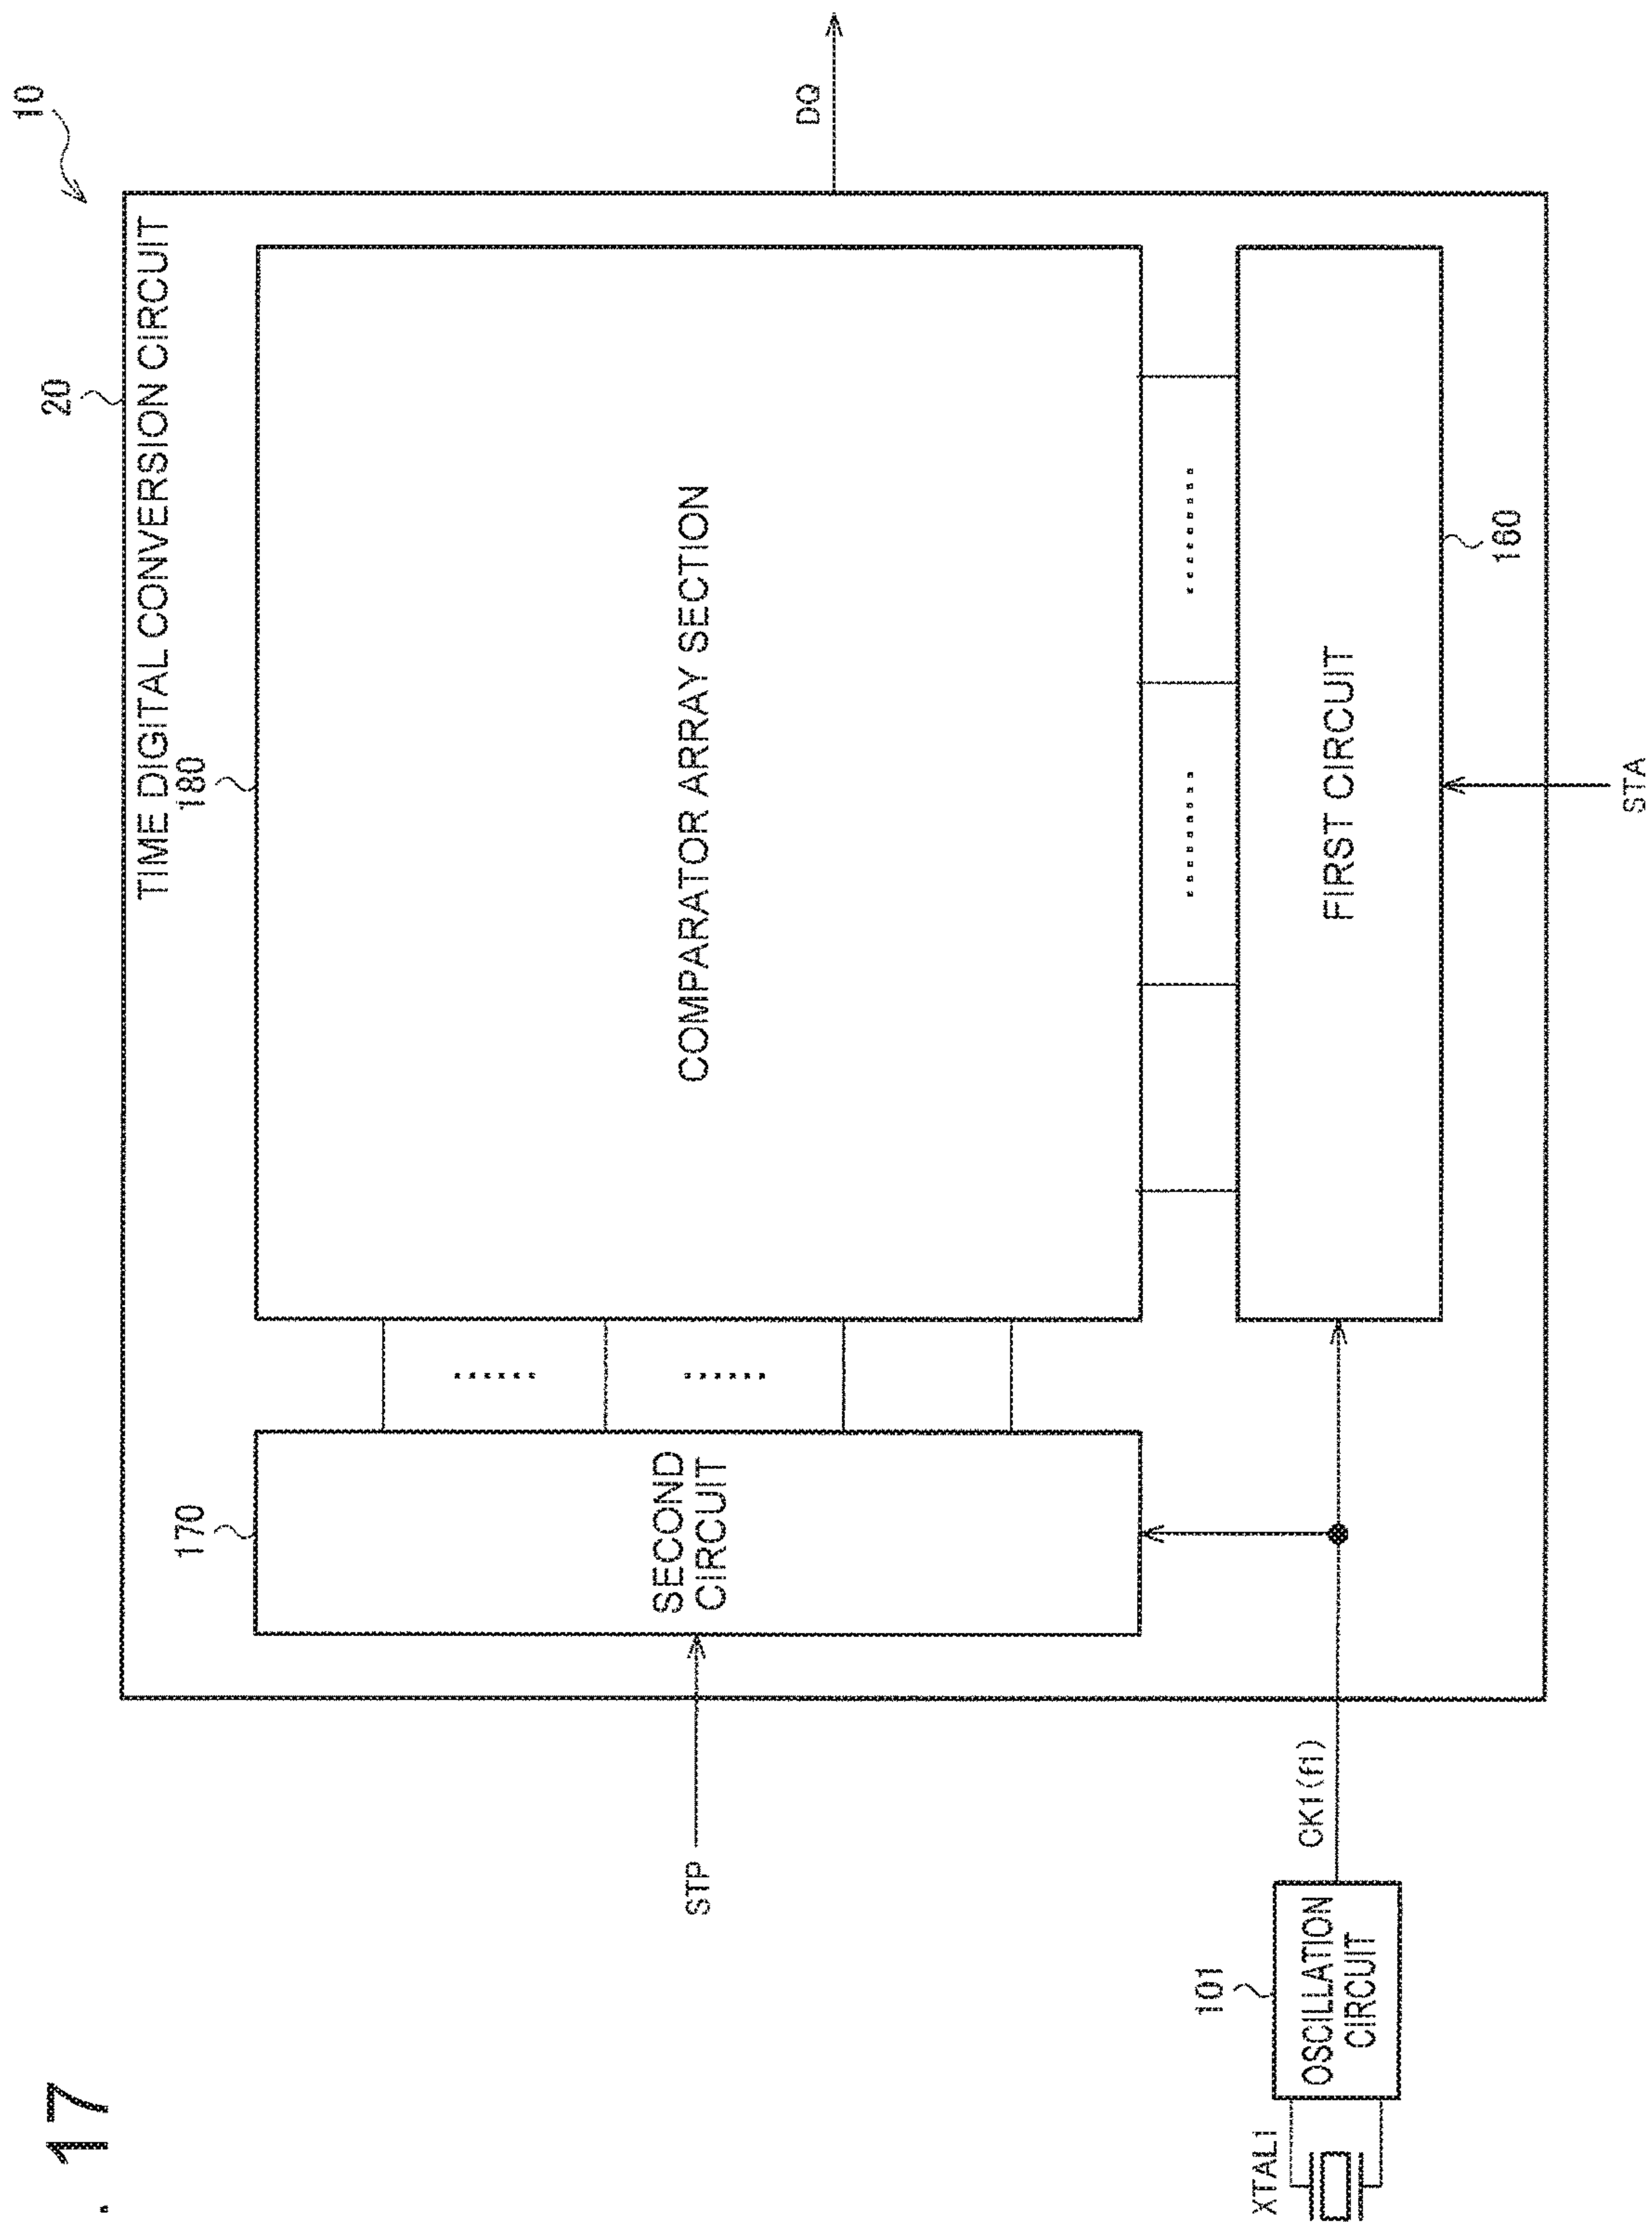 . 17
10
20
TIME DIGITAL CONVERSION CIRCUIT
180
170
COMPARATOR ARRAY SECTION
SECOND
CIRCUIT
STP
DQ
XTAL1
101
OSCILLATION
CIRCUIT
CK1(f1)
FIRST CIRCUIT
160
STA